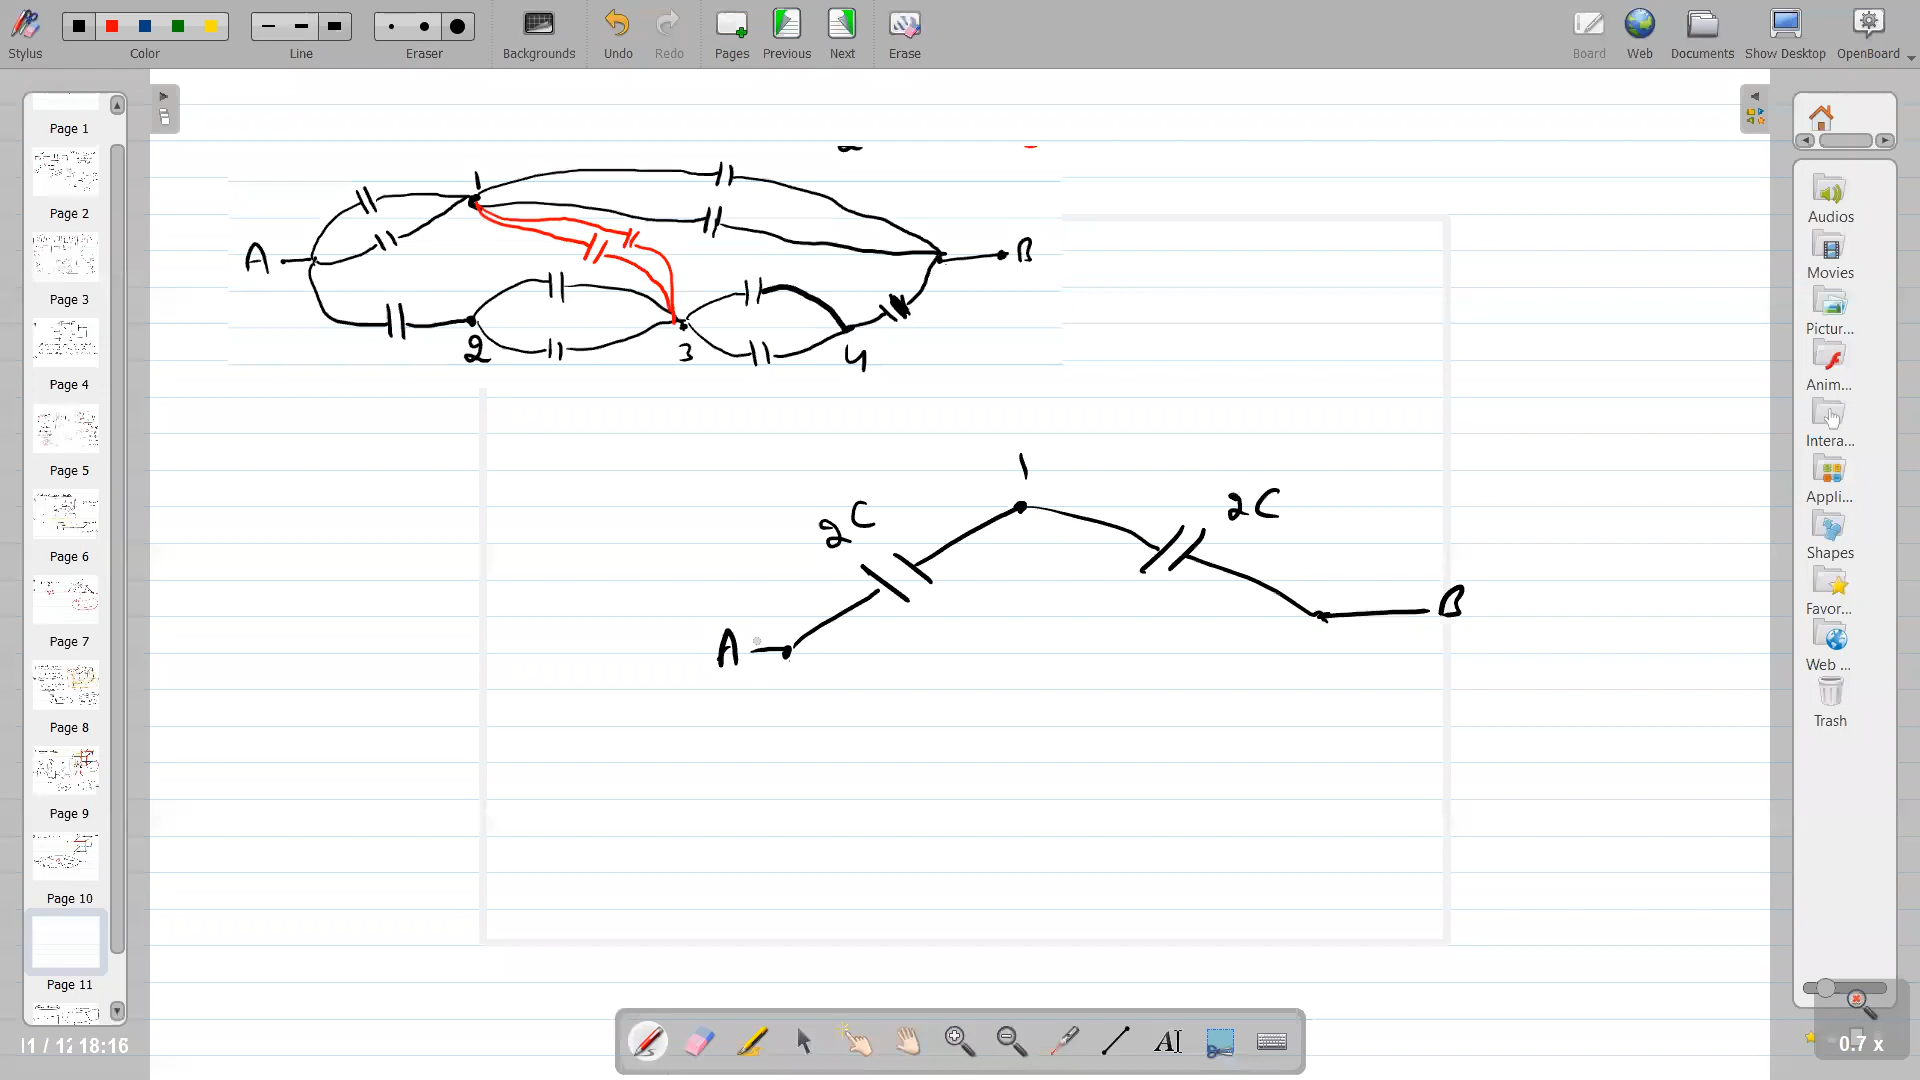 Stylus
Color
Line
Eraser
Backgrounds
Undo
Redo
Pages
Previous
Next
Erase
Board
Web
Documents
Show Desktop
OpenBoard
Page 1
Page 2
Page 3
Page 4
Page 5
Page 6
Page 7
Page 8
Page 9
Page 10
Page 11
11 / 12 18:16
1
A
B
2
3
4
1
2C
2C
A
B
Audios
Movies
Pictur...
Anim...
Intera...
Appli...
Shapes
Favor...
Web ...
Trash
0.7 x